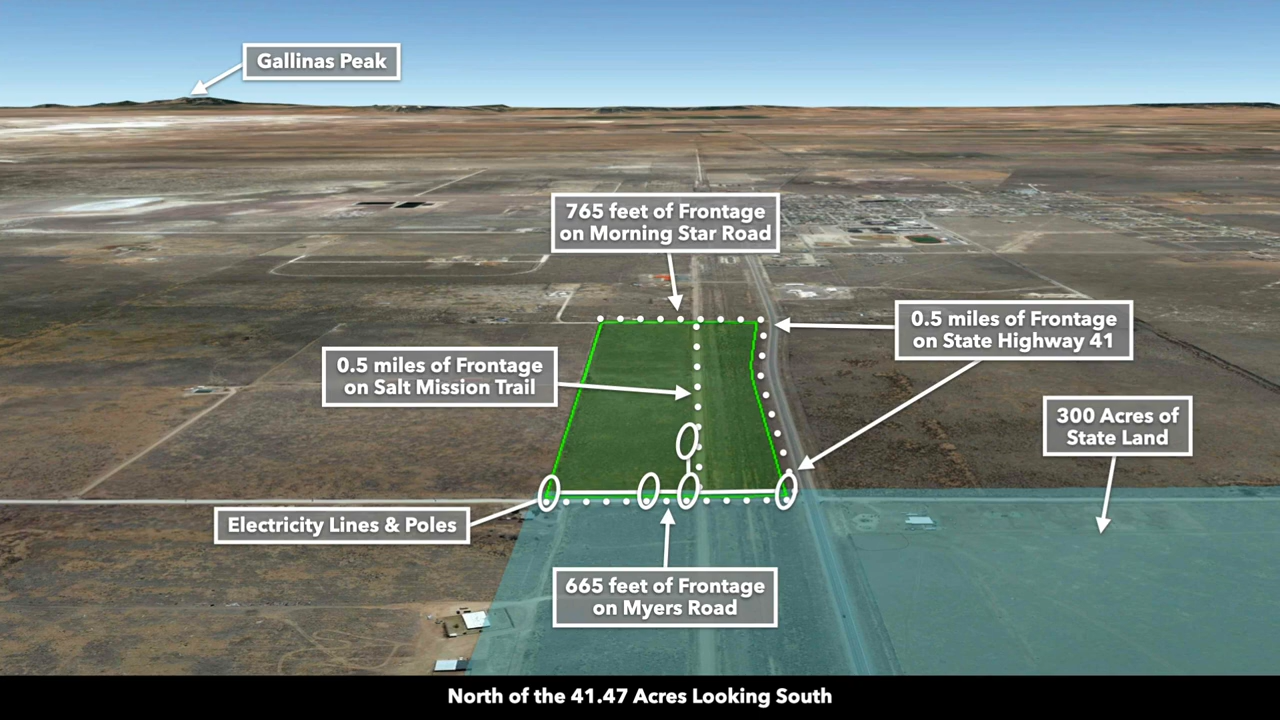 Gallinas Peak
765 feet of Frontage
on Morning Star Road
0.5 miles of Frontage
on State Highway 41
0.5 miles of Frontage
on Salt Mission Trail
300 Acres of
State Land
Electricity Lines & Poles
665 feet of Frontage
on Myers Road
North of the 41.47 Acres Looking South